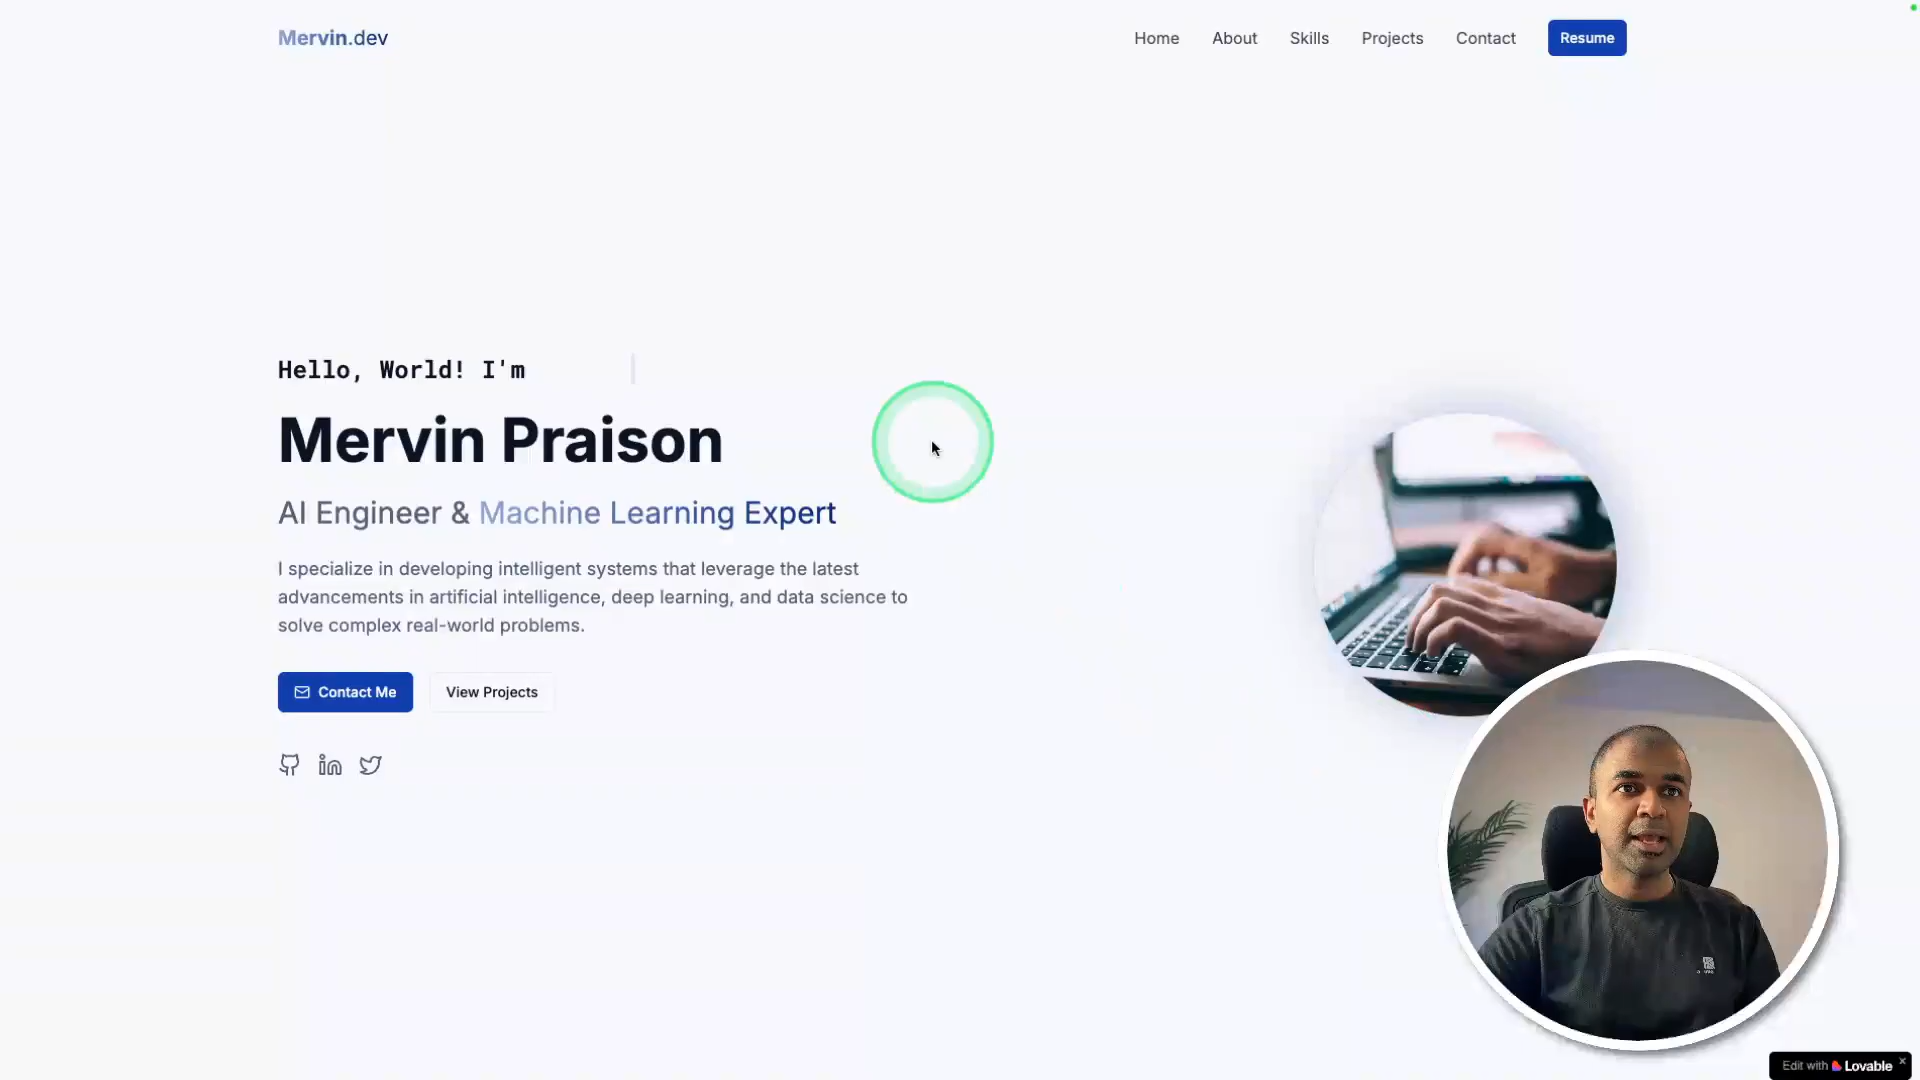 Mervin.dev
Home About Skills Projects Contact Resume
Hello, World! I'm
Mervin Praison
AI Engineer & Machine Learning Expert
I specialize in developing intelligent systems that leverage the latest
advancements in artificial intelligence, deep learning, and data science to
solve complex real-world problems.
Contact Me View Projects
Edit with Lovable